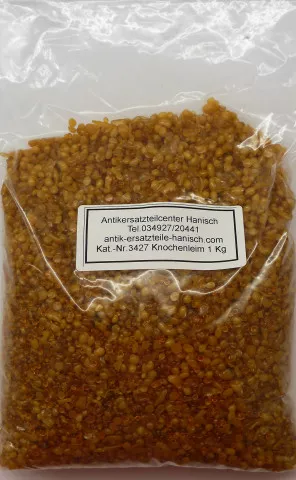 Antikersatzteilcenter Hanisch
Tel.034927/20441
antik-ersatzteile-hanisch.com
Kat.-Nr.3427 Knochenleim 1 Kg